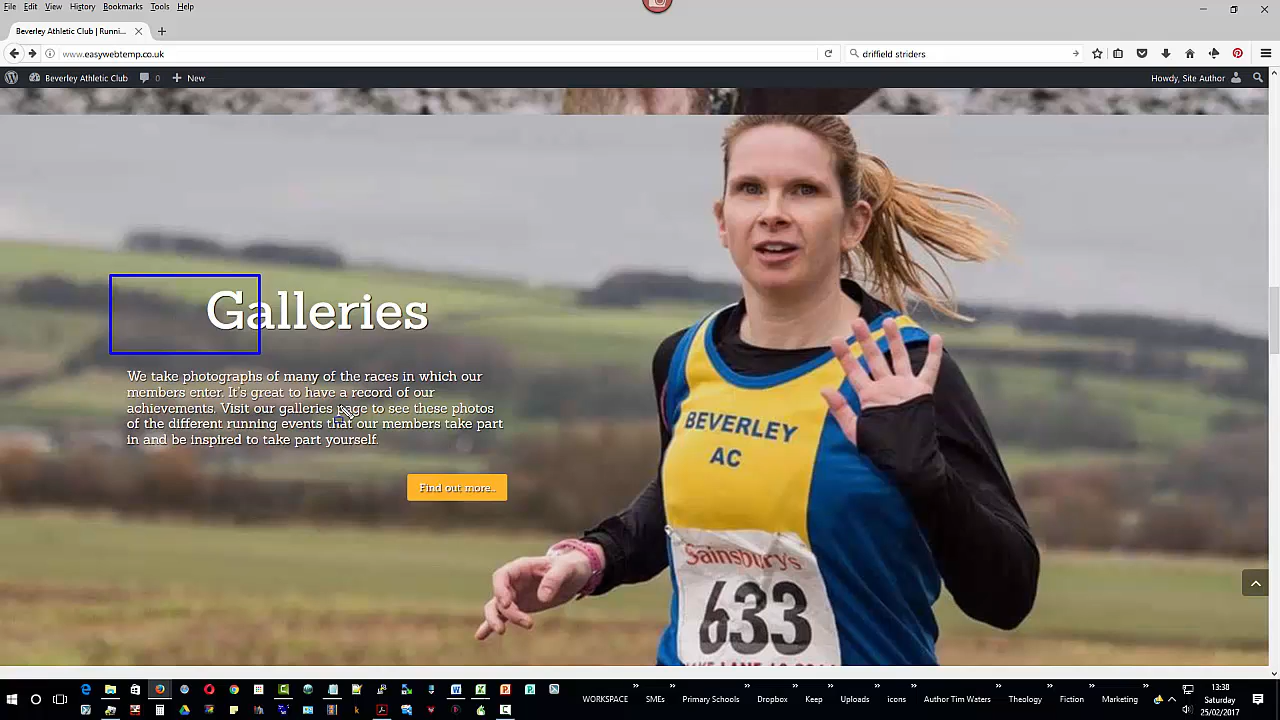 File Edit View History Bookmarks Tools Help
Beverley Athletic Club | Runni...
www.easywebtemp.co.uk
driffield striders
Beverley Athletic Club 0 New
Howdy, Site Author
Galleries
We take photographs of many of the races in which our
members enter. It's great to have a record of our
achievements. Visit our galleries page to see these photos
of the different running events that our members take part
in and be inspired to take part yourself.
Find out more..
BEVERLEY
AC
Sainsbury's
633
WORKSPACE SMEs Primary Schools Dropbox Keep Uploads icons Author Tim Waters Theology Fiction Marketing
13:38
Saturday
25/02/2017